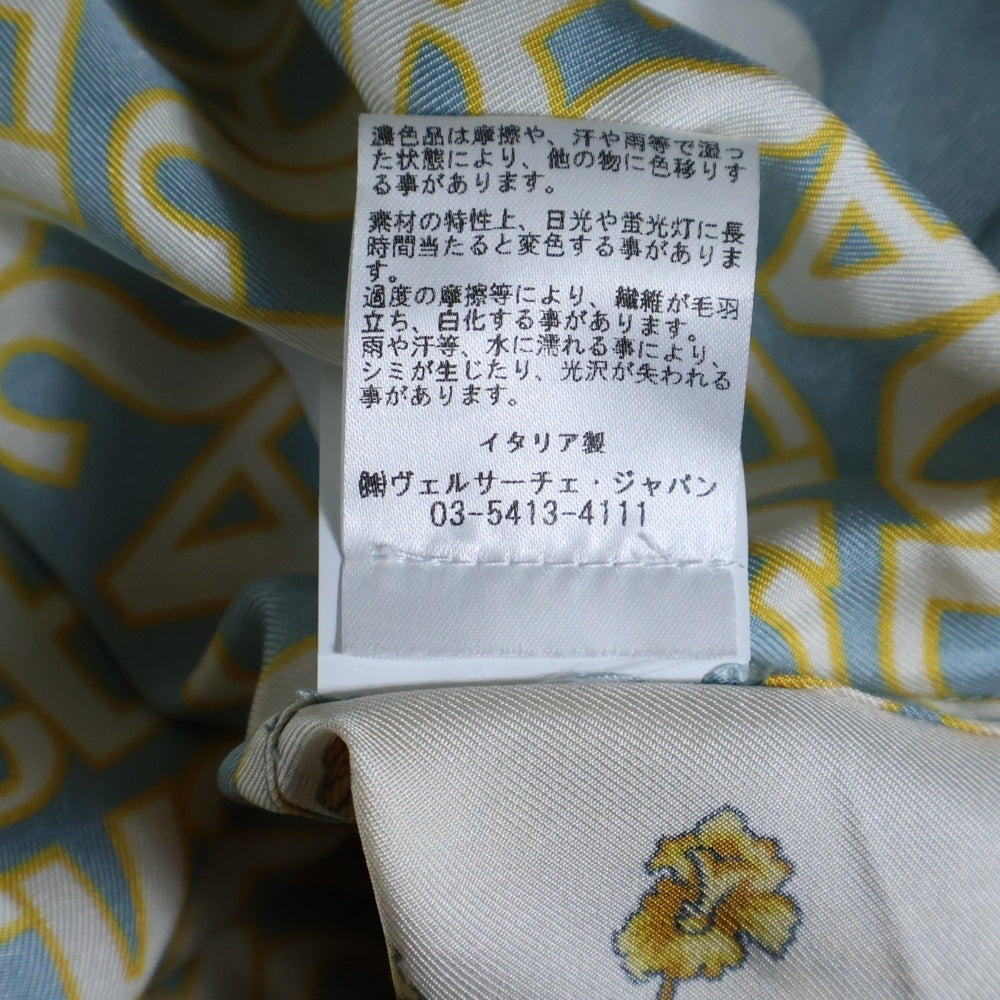 濃色品は摩擦や、汗や雨等で湿っ
た状態により、他の物に色移りす
る事があります。
素材の特性上、日光や蛍光灯に長
時間当たると変色する事がありま
す。
過度の摩擦等により、繊維が毛羽
立ち、白化する事があります。
雨や汗等、水に濡れる事により、
シミが生じたり、光沢が失われる
事があります。
イタリア製
㈱ヴェルサーチェ・ジャパン
03-5413-4111